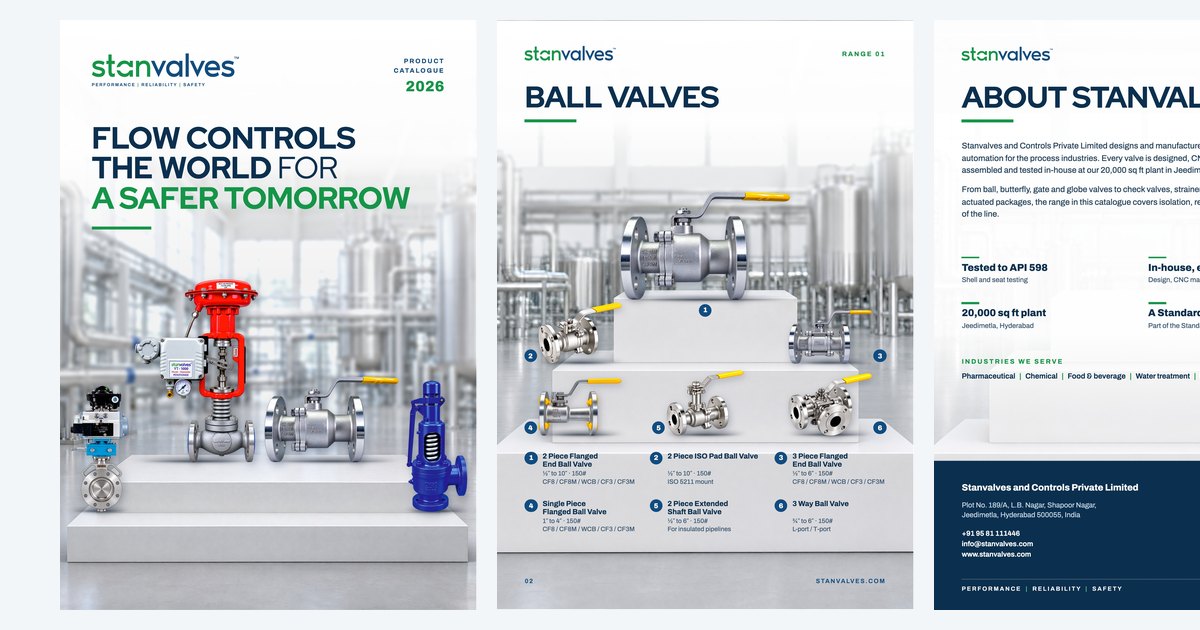 stanvalves™
PERFORMANCE | RELIABILITY | SAFETY
PRODUCT
CATALOGUE
2026
FLOW CONTROLS
THE WORLD FOR
A SAFER TOMORROW
stanvalves™
RANGE 01
BALL VALVES
1
2
3
4
5
6
1 2 Piece Flanged
End Ball Valve
½" to 10" · 150#
CF8 / CF8M / WCB / CF3 / CF3M
2 2 Piece ISO Pad Ball Valve
½" to 10" · 150#
ISO 5211 mount
3 3 Piece Flanged
End Ball Valve
½" to 6" · 150#
CF8 / CF8M / WCB / CF3 / CF3M
4 Single Piece
Flanged Ball Valve
1" to 4" · 150#
CF8 / CF8M / WCB / CF3 / CF3M
5 2 Piece Extended
Shaft Ball Valve
½" to 6" · 150#
For insulated pipelines
6 3 Way Ball Valve
¾" to 6" · 150#
L-port / T-port
02
STANVALVES.COM
stanvalves™
ABOUT STANVAL
Stanvalves and Controls Private Limited designs and manufacture
automation for the process industries. Every valve is designed, CN
assembled and tested in-house at our 20,000 sq ft plant in Jeedim
From ball, butterfly, gate and globe valves to check valves, straine
actuated packages, the range in this catalogue covers isolation, re
of the line.
Tested to API 598
Shell and seat testing
In-house, e
Design, CNC ma
20,000 sq ft plant
Jeedimetla, Hyderabad
A Standard
Part of the Stand
INDUSTRIES WE SERVE
Pharmaceutical | Chemical | Food & beverage | Water treatment |
Stanvalves and Controls Private Limited
Plot No. 189/A, L.B. Nagar, Shapoor Nagar,
Jeedimetla, Hyderabad 500055, India
+91 95 81 111446
info@stanvalves.com
www.stanvalves.com
PERFORMANCE | RELIABILITY | SAFETY